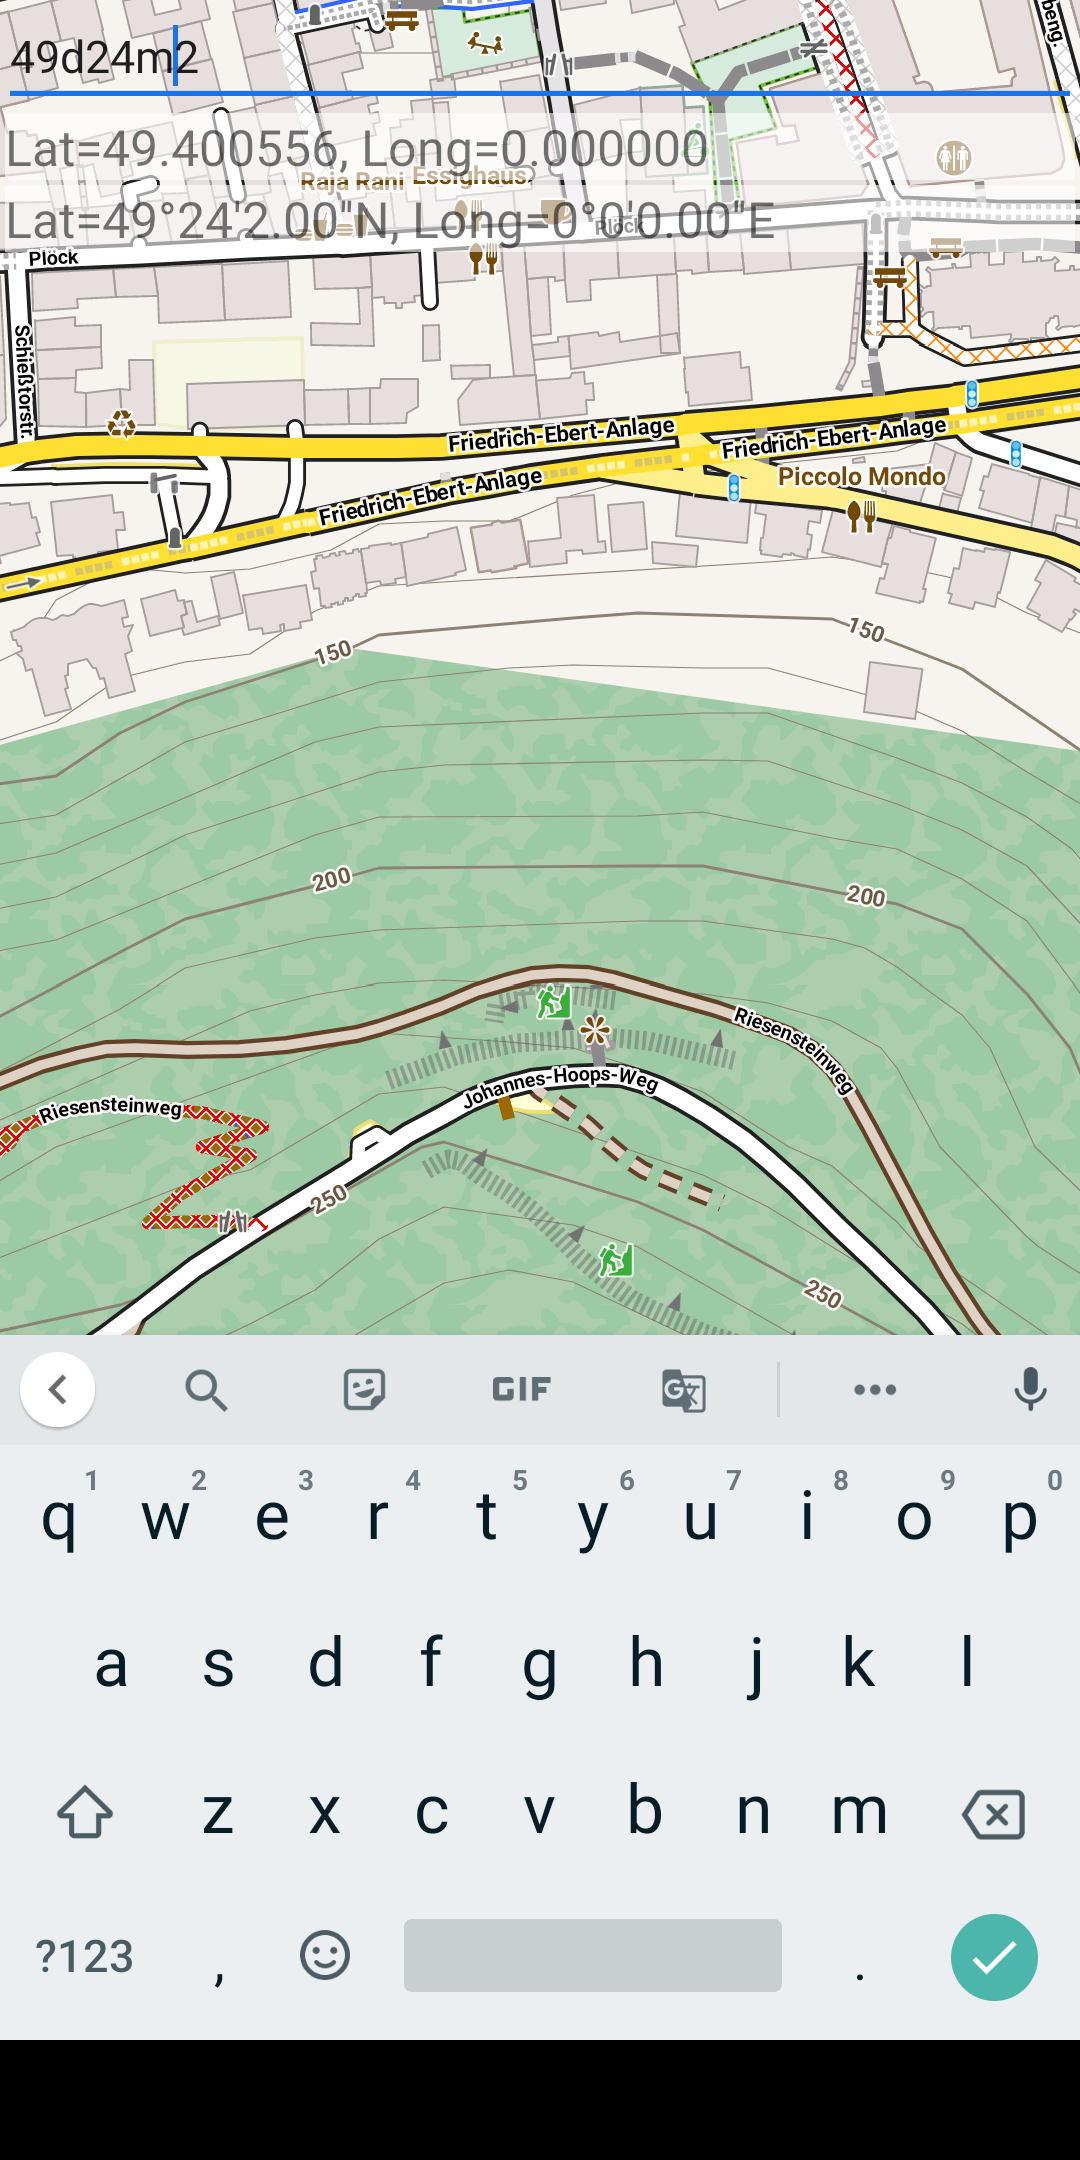 49d24m2
Lat=49.400556, Long=0.000000
Raja Rani
Essighaus
Lat=49°24'2.00"N, Long=0°0'0.00"E
Plöck
Plöck
Schießtorstr.
Friedrich-Ebert-Anlage
Friedrich-Ebert-Anlage
Friedrich-Ebert-Anlage
Piccolo Mondo
150
150
200
200
Riesensteinweg
Johannes-Hoops-Weg
Riesensteinweg
250
250
GIF
G
1 2 3 4 5 6 7 8 9 0
q w e r t y u i o p
a s d f g h j k l
z x c v b n m
?123 , .